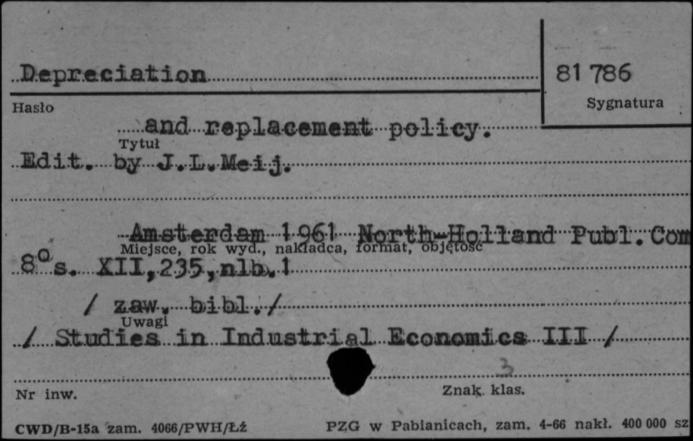 Depreciation
81 786
Hasło
Sygnatura
and replacement policy.
Tytuł
Edit. by J.L.Meij.
Amsterdam 1961 North-Holland Publ.Com
Miejsce, rok wyd., nakładca, format, objętość
8° s. XII,235,nlb.1
/ zaw. bibl./
Uwagi
/ Studies in Industrial Economics III /
3
Nr inw.
Znak klas.
CWD/B-15a zam. 4066/PWH/Łź
PZG w Pabianicach, zam. 4-66 nakł. 400 000 sz